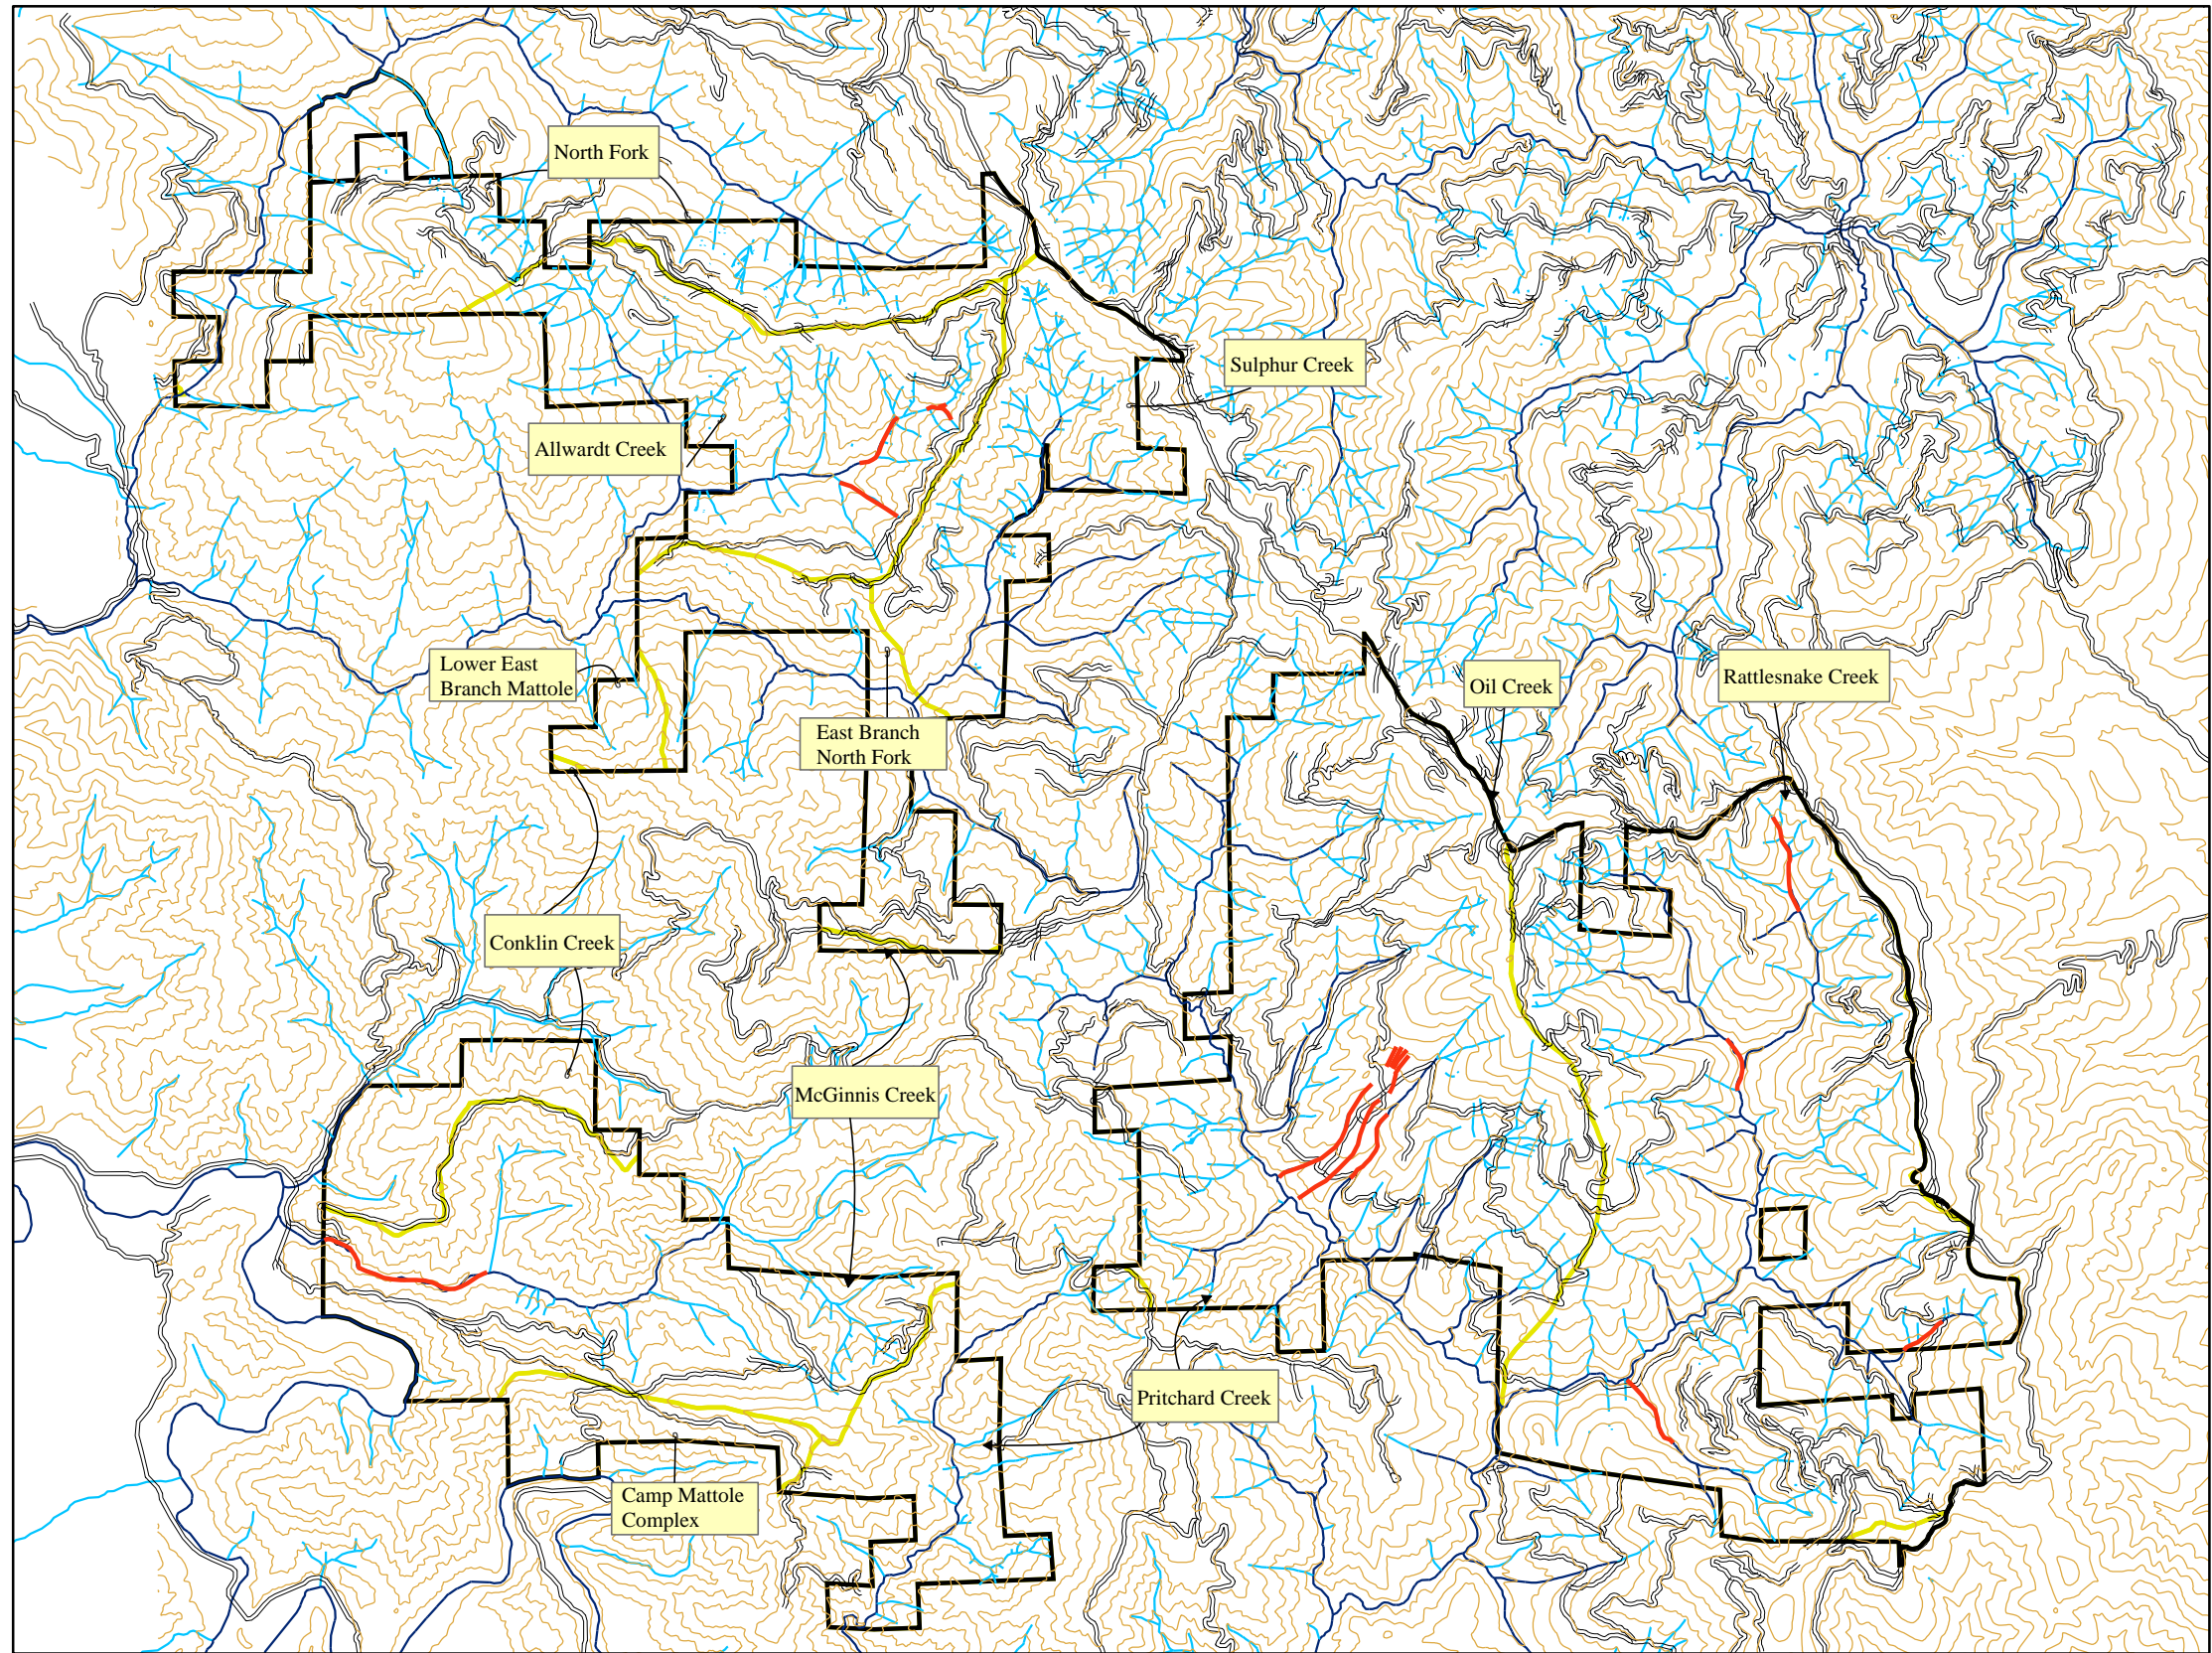 North Fork
Sulphur Creek
Allwardt Creek
Lower East
Branch Mattole
Oil Creek
Rattlesnake Creek
East Branch
North Fork
Conklin Creek
McGinnis Creek
Pritchard Creek
Camp Mattole
Complex